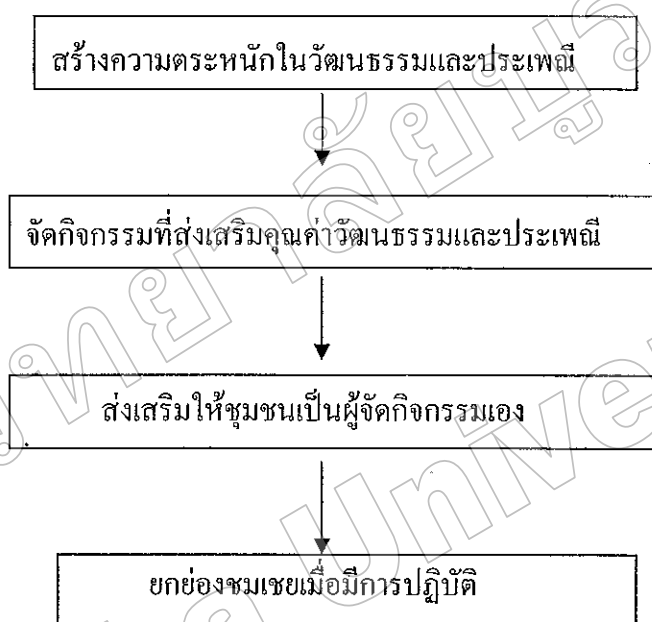 สร้างความตระหนักในวัฒนธรรมและประเพณี
จัดกิจกรรมที่ส่งเสริมคุณค่าวัฒนธรรมและประเพณี
ส่งเสริมให้ชุมชนเป็นผู้จัดกิจกรรมเอง
ยกย่องชมเชยเมื่อมีการปฏิบัติ